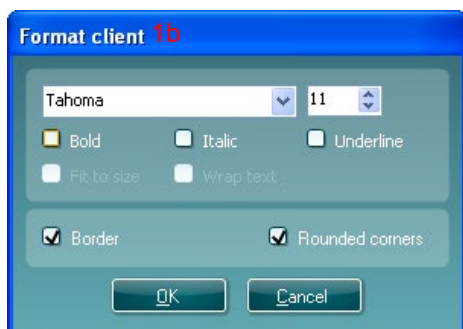 Format client 1b
Tahoma 11
Bold Italic Underline
Fit to size Wrap text
Border Rounded corners
OK Cancel